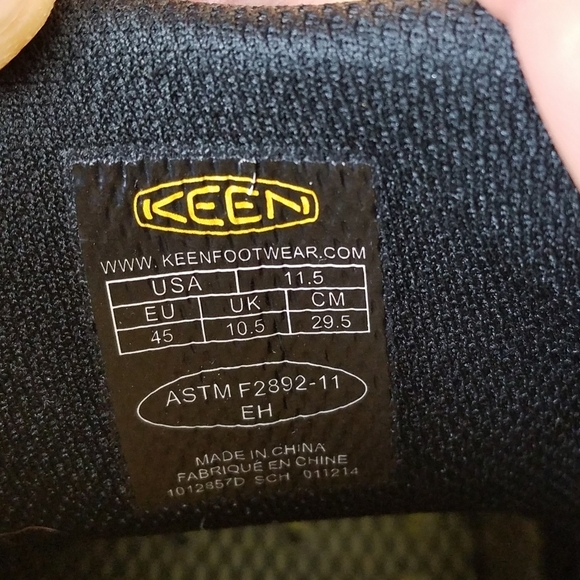 KEEN
WWW.KEENFOOTWEAR.COM
USA 11.5
EU UK CM
45 10.5 29.5
ASTM F2892-11
EH
MADE IN CHINA
FABRIQUÉ EN CHINE
1012857D SCH 011214